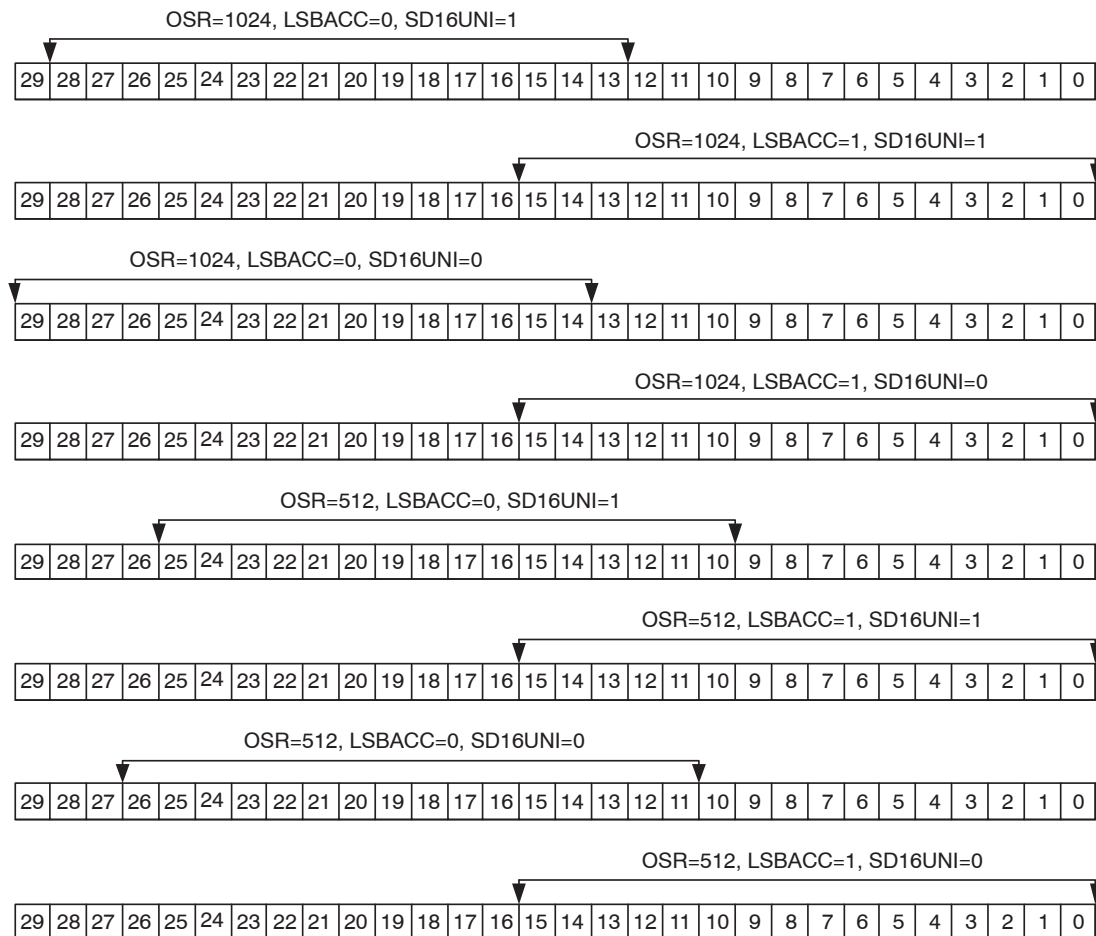 OSR=1024, LSBACC=0, SD16UNI=1
29 28 27 26 25 24 23 22 21 20 19 18 17 16 15 14 13 12 11 10 9 8 7 6 5 4 3 2 1 0
OSR=1024, LSBACC=1, SD16UNI=1
29 28 27 26 25 24 23 22 21 20 19 18 17 16 15 14 13 12 11 10 9 8 7 6 5 4 3 2 1 0
OSR=1024, LSBACC=0, SD16UNI=0
29 28 27 26 25 24 23 22 21 20 19 18 17 16 15 14 13 12 11 10 9 8 7 6 5 4 3 2 1 0
OSR=1024, LSBACC=1, SD16UNI=0
29 28 27 26 25 24 23 22 21 20 19 18 17 16 15 14 13 12 11 10 9 8 7 6 5 4 3 2 1 0
OSR=512, LSBACC=0, SD16UNI=1
29 28 27 26 25 24 23 22 21 20 19 18 17 16 15 14 13 12 11 10 9 8 7 6 5 4 3 2 1 0
OSR=512, LSBACC=1, SD16UNI=1
29 28 27 26 25 24 23 22 21 20 19 18 17 16 15 14 13 12 11 10 9 8 7 6 5 4 3 2 1 0
OSR=512, LSBACC=0, SD16UNI=0
29 28 27 26 25 24 23 22 21 20 19 18 17 16 15 14 13 12 11 10 9 8 7 6 5 4 3 2 1 0
OSR=512, LSBACC=1, SD16UNI=0
29 28 27 26 25 24 23 22 21 20 19 18 17 16 15 14 13 12 11 10 9 8 7 6 5 4 3 2 1 0